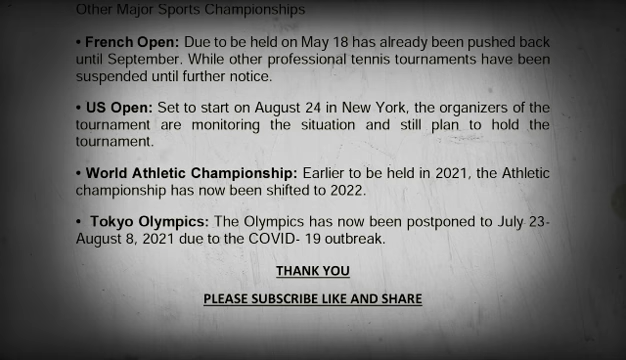 Other Major Sports Championships
• French Open: Due to be held on May 18 has already been pushed back
until September. While other professional tennis tournaments have been
suspended until further notice.
• US Open: Set to start on August 24 in New York, the organizers of the
tournament are monitoring the situation and still plan to hold the
tournament.
• World Athletic Championship: Earlier to be held in 2021, the Athletic
championship has now been shifted to 2022.
• Tokyo Olympics: The Olympics has now been postponed to July 23-
August 8, 2021 due to the COVID- 19 outbreak.
THANK YOU
PLEASE SUBSCRIBE LIKE AND SHARE